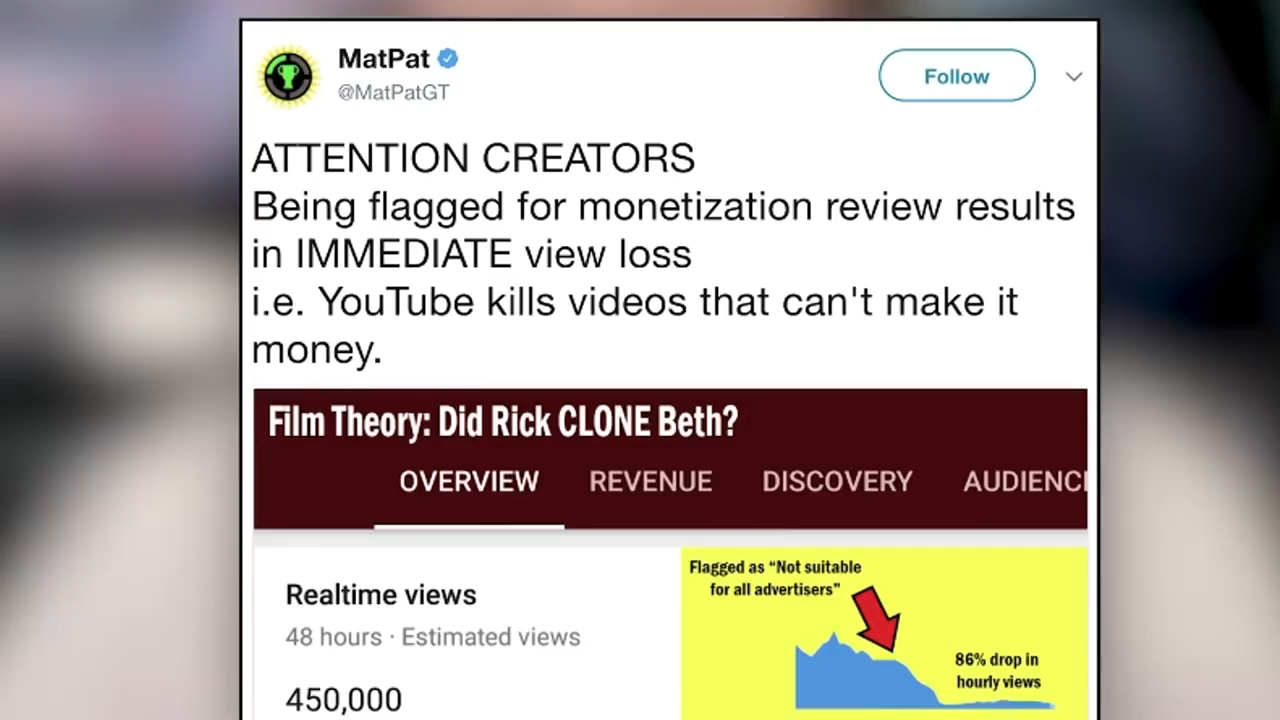 MatPat
@MatPatGT
Follow
ATTENTION CREATORS
Being flagged for monetization review results
in IMMEDIATE view loss
i.e. YouTube kills videos that can't make it
money.
Film Theory: Did Rick CLONE Beth?
OVERVIEW REVENUE DISCOVERY AUDIENC
Realtime views
48 hours · Estimated views
450,000
Flagged as “Not suitable
for all advertisers”
86% drop in
hourly views